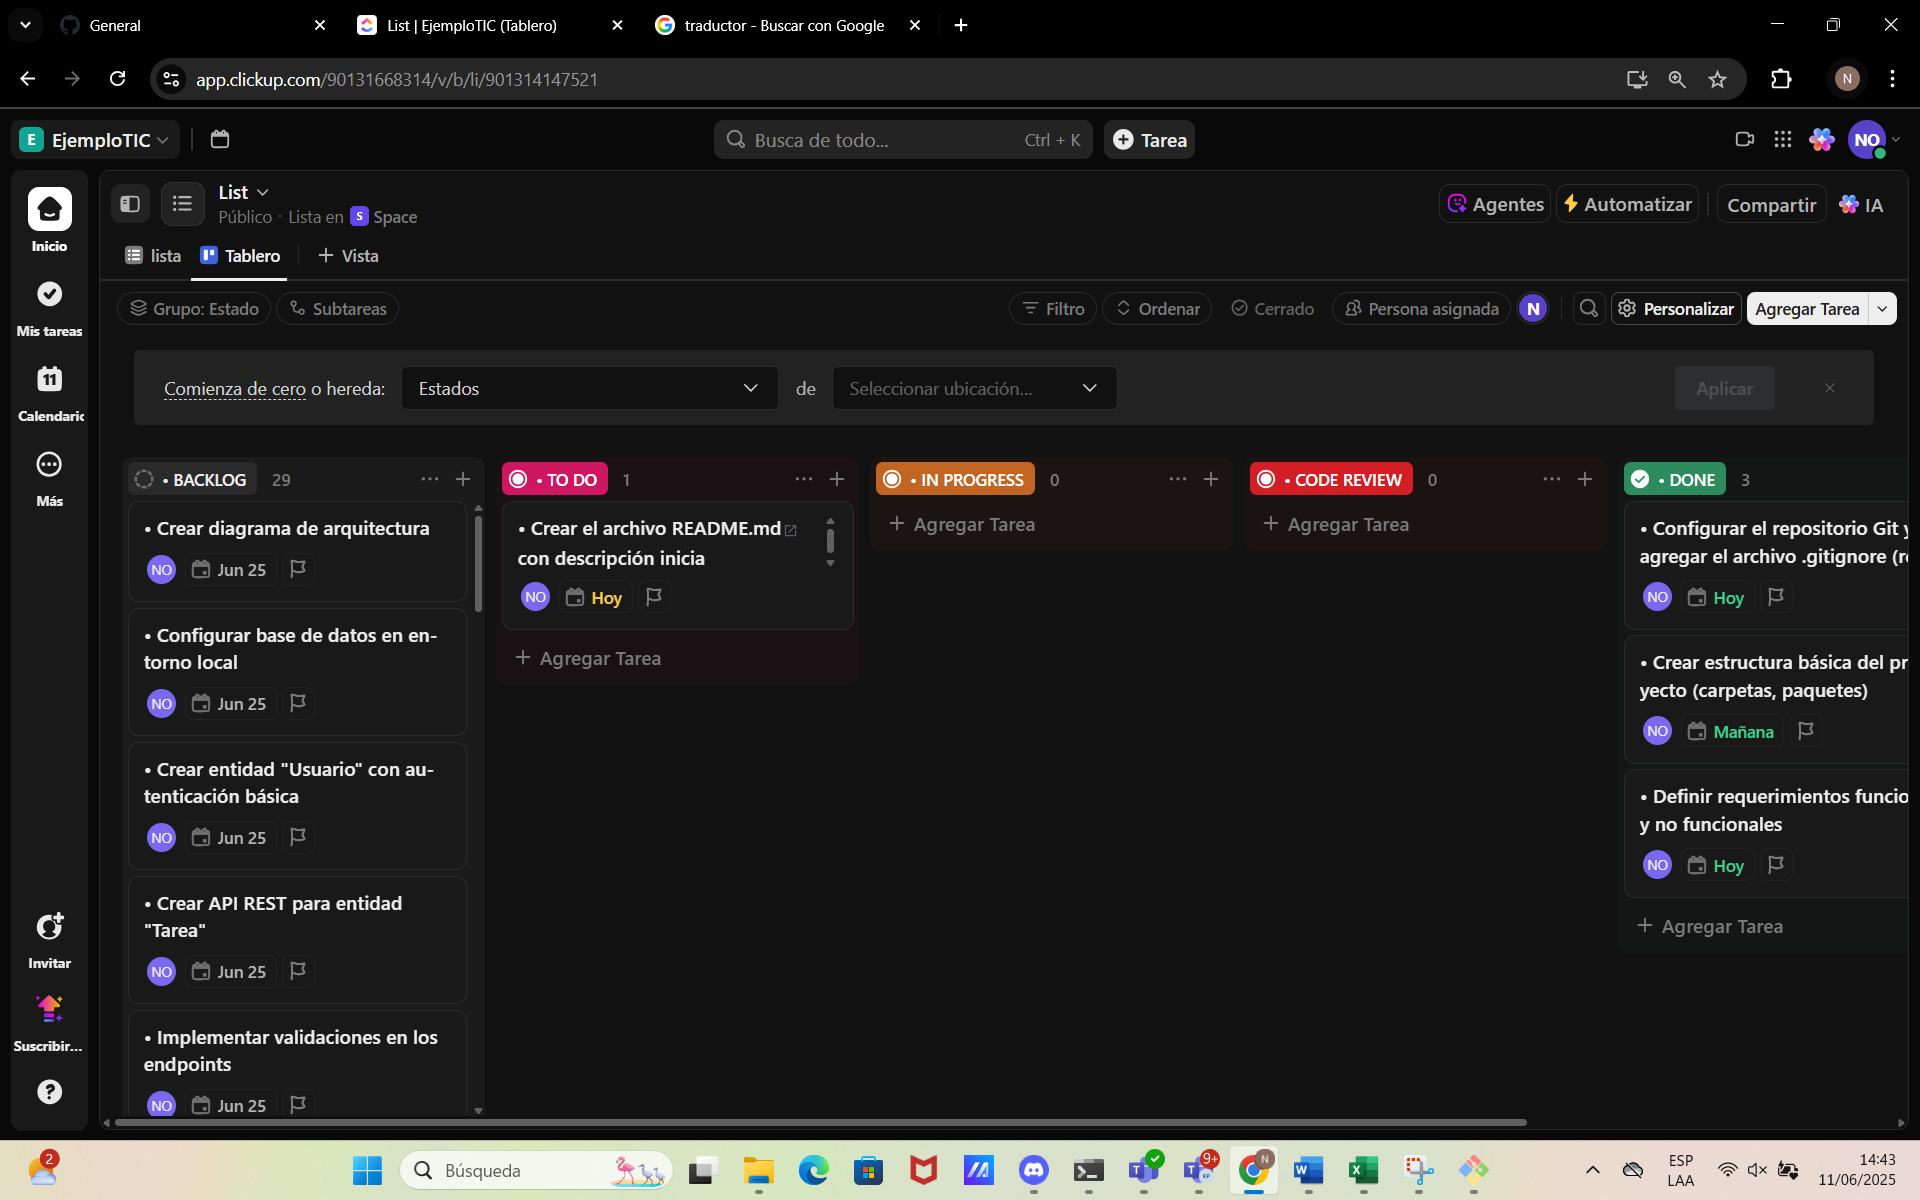 General
List | EjemploTIC (Tablero)
traductor - Buscar con Google
app.clickup.com/90131668314/v/b/li/901314147521
N
E EjemploTIC
Busca de todo...
Ctrl + K
Tarea
NO
List
Público · Lista en S Space
Agentes
Automatizar
Compartir
IA
lista
Tablero
Vista
Grupo: Estado
Subtareas
Filtro
Ordenar
Cerrado
Persona asignada
N
Personalizar
Agregar Tarea
Comienza de cero o hereda:
Estados
de
Seleccionar ubicación...
Aplicar
Inicio
Mis tareas
11
Calendaric
Más
Invitar
Suscribir...
• BACKLOG 29
• Crear diagrama de arquitectura
NO Jun 25
• Configurar base de datos en en-
torno local
NO Jun 25
• Crear entidad "Usuario" con au-
tenticación básica
NO Jun 25
• Crear API REST para entidad
"Tarea"
NO Jun 25
• Implementar validaciones en los
endpoints
NO Jun 25
• TO DO 1
• Crear el archivo README.md
con descripción inicia
NO Hoy
Agregar Tarea
• IN PROGRESS 0
Agregar Tarea
• CODE REVIEW 0
Agregar Tarea
• DONE 3
• Configurar el repositorio Git y
agregar el archivo .gitignore (re
NO Hoy
• Crear estructura básica del pr
yecto (carpetas, paquetes)
NO Mañana
• Definir requerimientos funcio
y no funcionales
NO Hoy
Agregar Tarea
2
Búsqueda
9+
N
ESP
LAA
14:43
11/06/2025